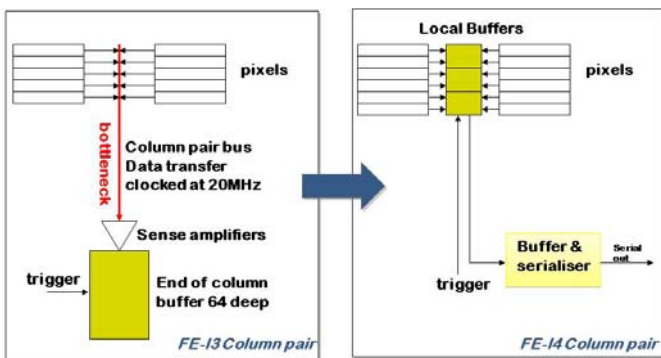 pixels
bottleneck
Column pair bus
Data transfer
clocked at 20MHz
Sense amplifiers
trigger
End of column
buffer 64 deep
FE-I3 Column pair
Local Buffers
pixels
Buffer &
serialiser
Serial
out
trigger
FE-I4 Column pair